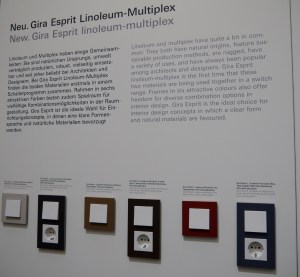 Neu. Gira Esprit Linoleum-Multiplex
New. Gira Esprit linoleum-multiplex
Linoleum und Multiplex haben einige Gemeinsam-
keiten: Sie sind natürlichen Ursprungs, umwelt-
verträglich produziert, robust, vielseitig einsetz-
bar und seit jeher beliebt bei Architekten und
Designern. Bei Gira Esprit Linoleum-Multiplex
finden die beiden Materialien erstmals in einem
Schalterprogramm zusammen. Rahmen in sechs
attraktiven Farben bieten zudem Spielraum für
vielfältige Kombinationsmöglichkeiten in der Raum-
gestaltung. Gira Esprit ist die ideale Wahl für Ein-
richtungskonzepte, in denen eine klare Formen-
sprache und natürliche Materialien bevorzugt
werden.
Linoleum and multiplex have quite a bit in com-
mon: They both have natural origins, feature sus-
tainable production methods, are rugged, have
a variety of uses, and have always been popular
among architects and designers. Gira Esprit
linoleum-multiplex is the first time that these
two materials are being used together in a switch
range. Frames in six attractive colours also offer
freedom for diverse combination options in
interior design. Gira Esprit is the ideal choice for
interior design concepts in which a clear form
and natural materials are favoured.